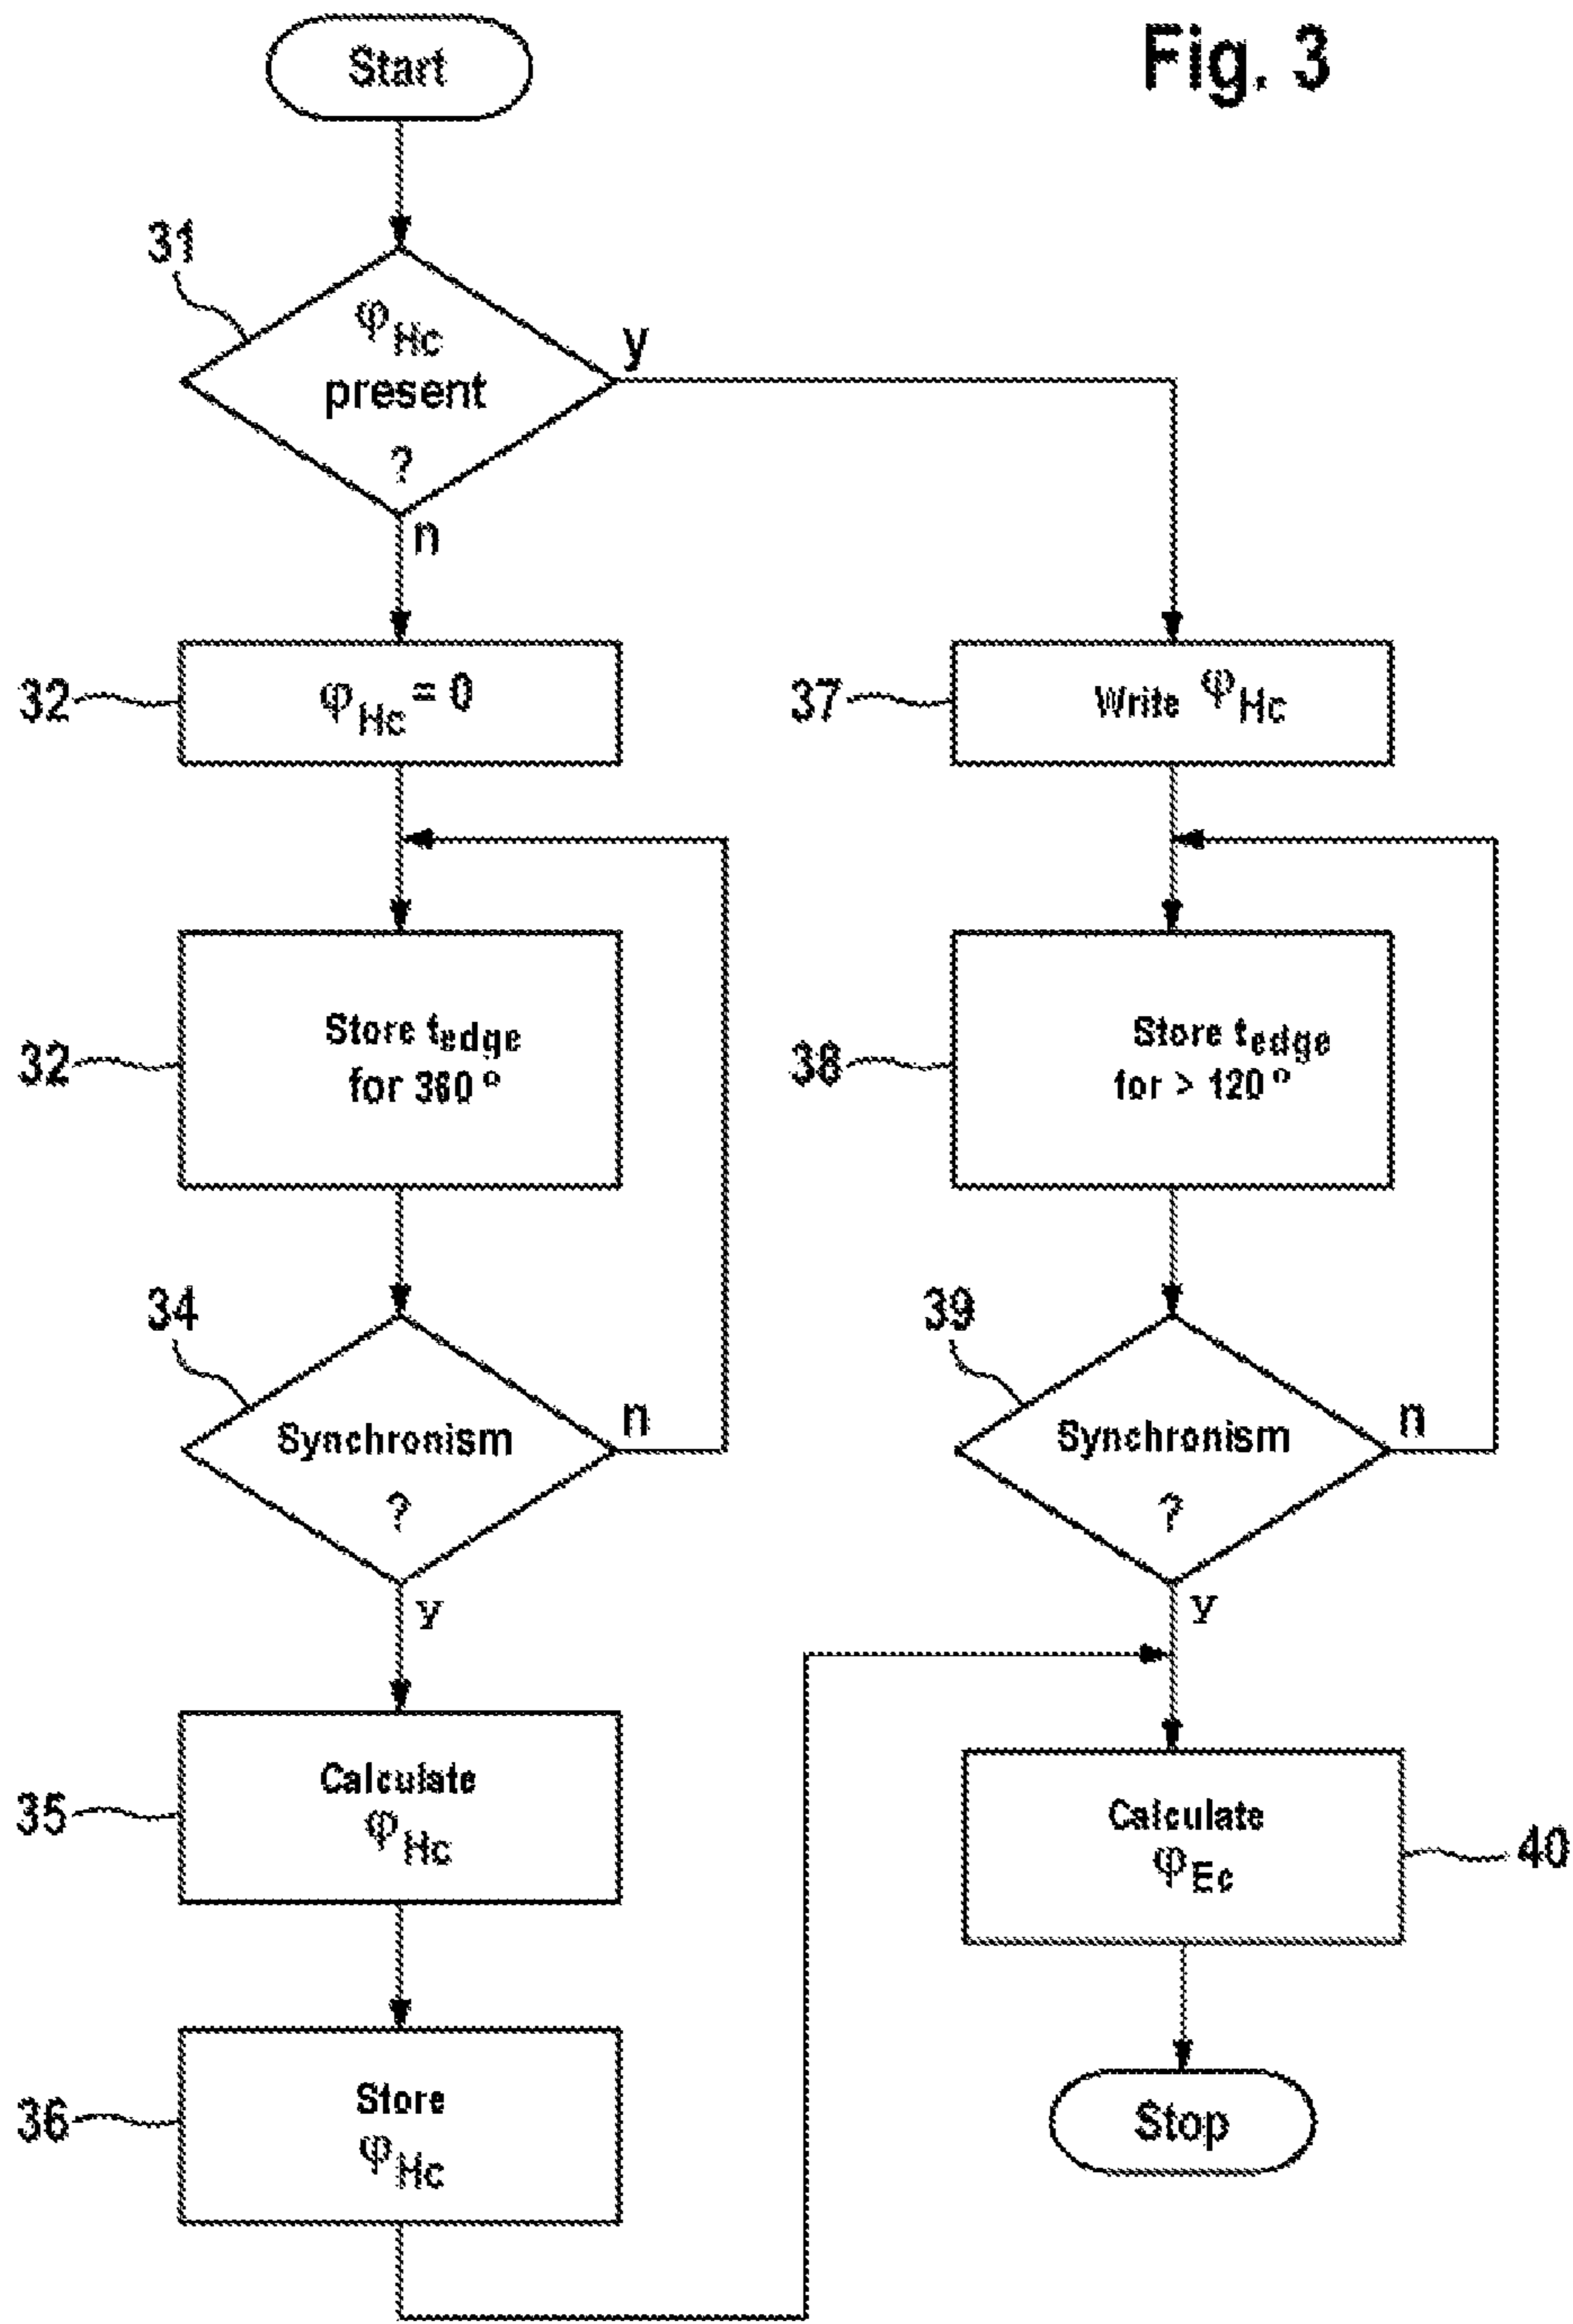 Fig. 3
Start
31
φHc
present
?
y
n
32
φHc = 0
37
Write φHc
32
Store tedge
for 360°
38
Store tedge
for > 120°
34
Synchronism
?
n
y
39
Synchronism
?
n
y
35
Calculate
φHc
Calculate
φEc
40
36
Store
φHc
Stop